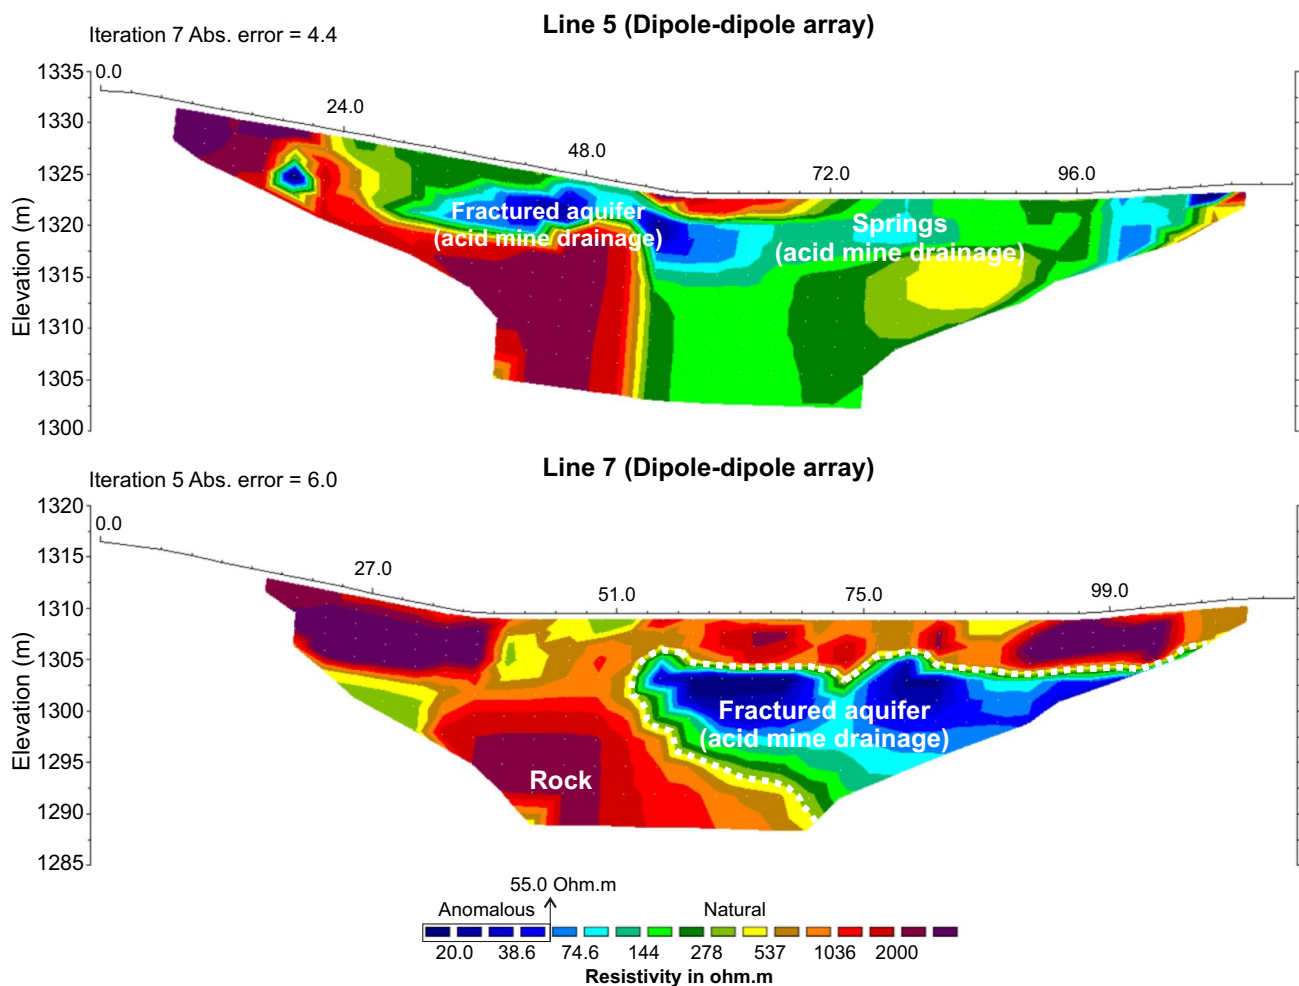 Line 5 (Dipole-dipole array)
Iteration 7 Abs. error = 4.4
Elevation (m)
1335
1330
1325
1320
1315
1310
1305
1300
0.0
24.0
48.0
72.0
96.0
Fractured aquifer
(acid mine drainage)
Springs
(acid mine drainage)
Line 7 (Dipole-dipole array)
Iteration 5 Abs. error = 6.0
Elevation (m)
1320
1315
1310
1305
1300
1295
1290
1285
0.0
27.0
51.0
75.0
99.0
Fractured aquifer
(acid mine drainage)
Rock
55.0 Ohm.m
Anomalous Natural
20.0 38.6 74.6 144 278 537 1036 2000
Resistivity in ohm.m